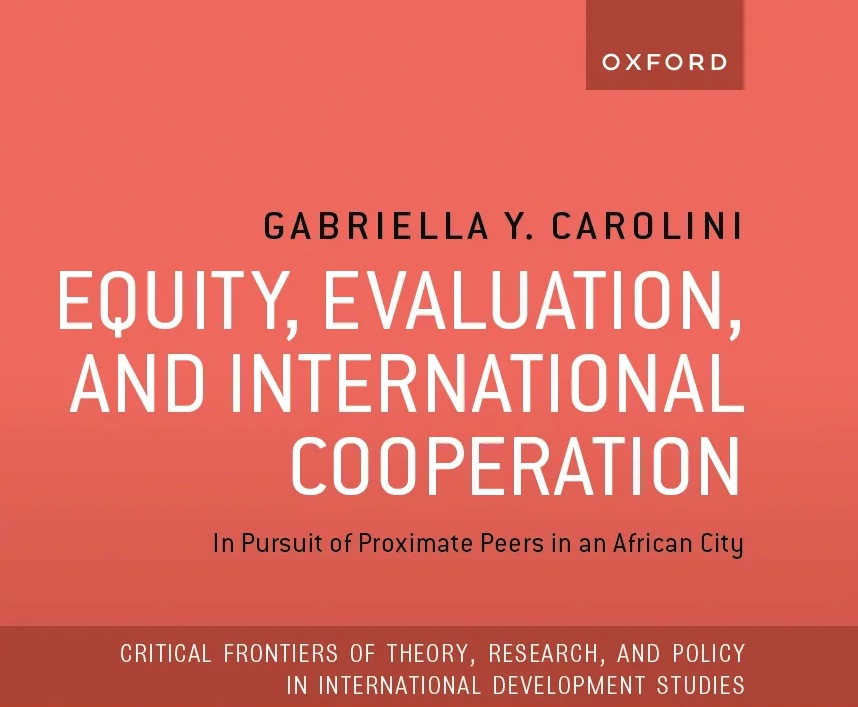 OXFORD
GABRIELLA Y. CAROLINI
EQUITY, EVALUATION,
AND INTERNATIONAL
COOPERATION
In Pursuit of Proximate Peers in an African City
CRITICAL FRONTIERS OF THEORY, RESEARCH, AND POLICY
IN INTERNATIONAL DEVELOPMENT STUDIES